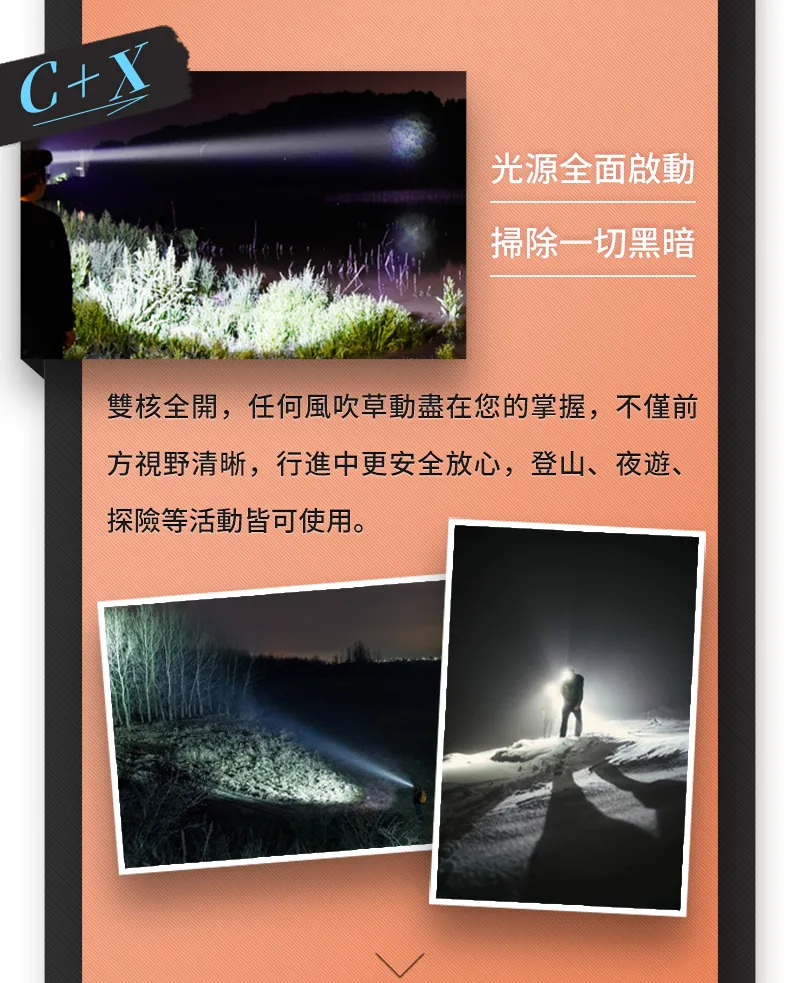 C+X
光源全面啟動
掃除一切黑暗
雙核全開，任何風吹草動盡在您的掌握，不僅前
方視野清晰，行進中更安全放心，登山、夜遊、
探險等活動皆可使用。